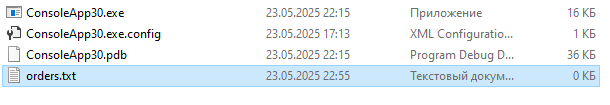 ConsoleApp30.exe 23.05.2025 22:15 Приложение 16 КБ
ConsoleApp30.exe.config 23.05.2025 17:13 XML Configuratio... 1 КБ
ConsoleApp30.pdb 23.05.2025 22:15 Program Debug D... 36 КБ
orders.txt 23.05.2025 22:55 Текстовый докум... 0 КБ